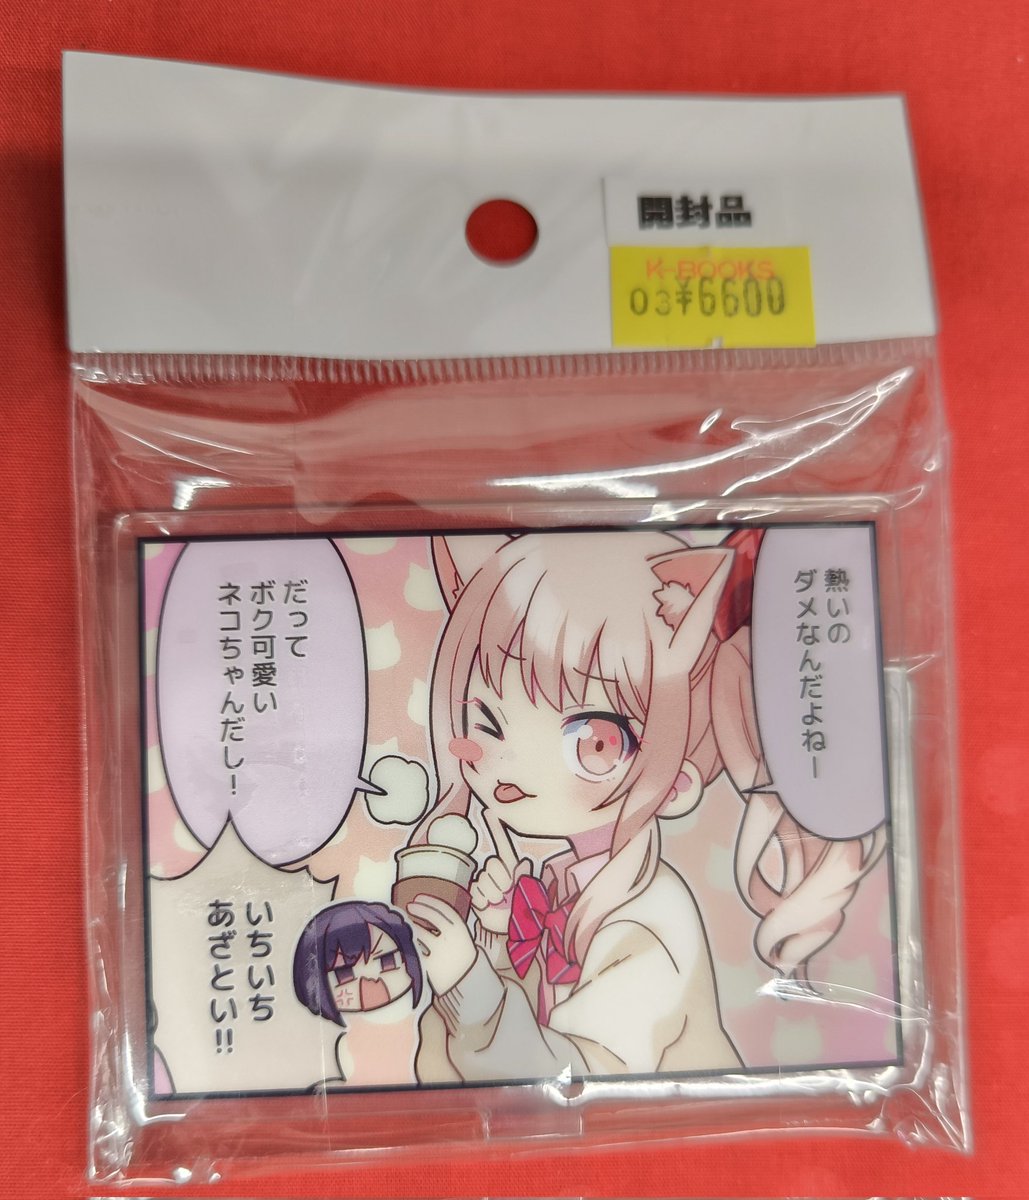 開封品
K-BOOKS
03¥6600
熱いの
ダメなんだよねー
だって
ボク可愛い
ネコちゃんだし!
いちいち
あざとい!!